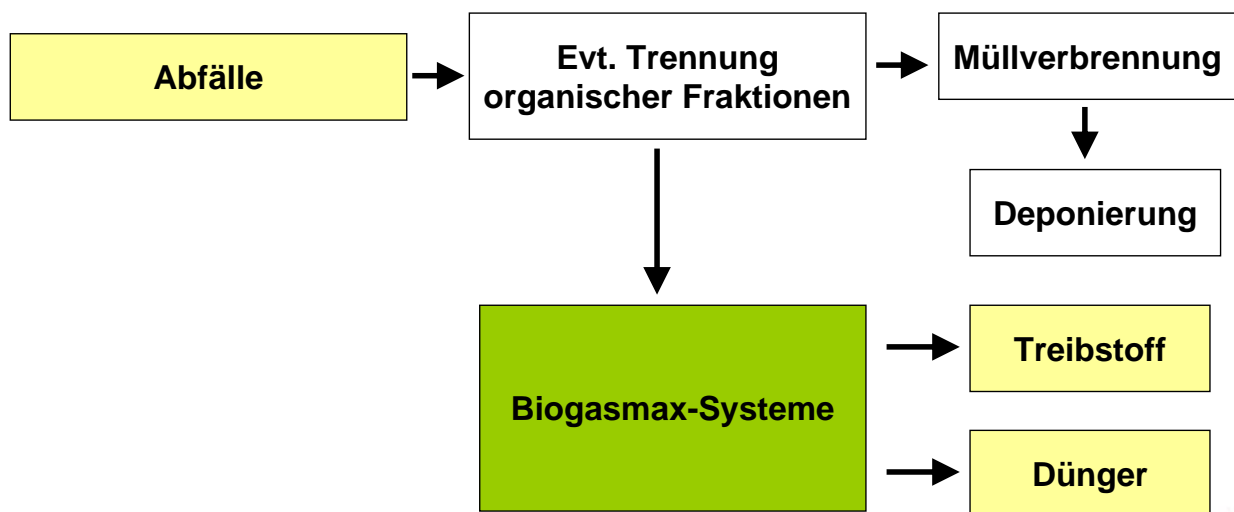 Abfälle
Evt. Trennung
organischer Fraktionen
Müllverbrennung
Deponierung
Biogasmax-Systeme
Treibstoff
Dünger